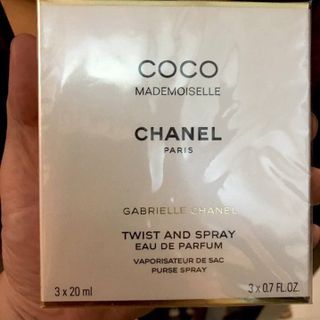 COCO
MADEMOISELLE
CHANEL
PARIS
GABRIELLE CHANEL
TWIST AND SPRAY
EAU DE PARFUM
VAPORISATEUR DE SAC
PURSE SPRAY
3 x 20 ml 3 x 0.7 FL.OZ.